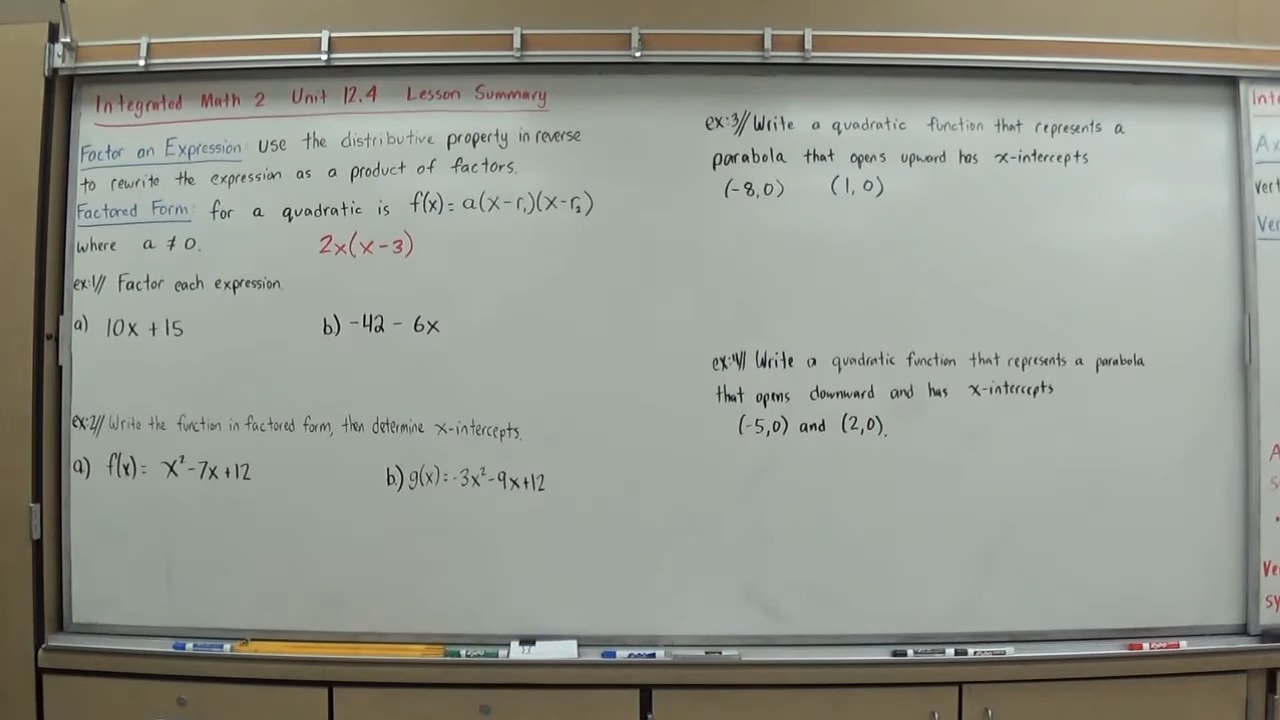 Integrated Math 2 Unit 12.4 Lesson Summary
Factor an Expression: use the distributive property in reverse
to rewrite the expression as a product of factors.
Factored Form: for a quadratic is f(x) = a(x-r₁)(x-r₂)
where a ≠ 0. 2x(x-3)
ex:1// Factor each expression.
a) 10x + 15 b) -42 - 6x
ex:2// Write the function in factored form, then determine x-intercepts.
a) f(x) = x² - 7x + 12 b.) g(x) = -3x² - 9x + 12
ex:3// Write a quadratic function that represents a
parabola that opens upward has x-intercepts
(-8,0) (1,0)
ex:4// Write a quadratic function that represents a parabola
that opens downward and has x-intercepts
(-5,0) and (2,0).